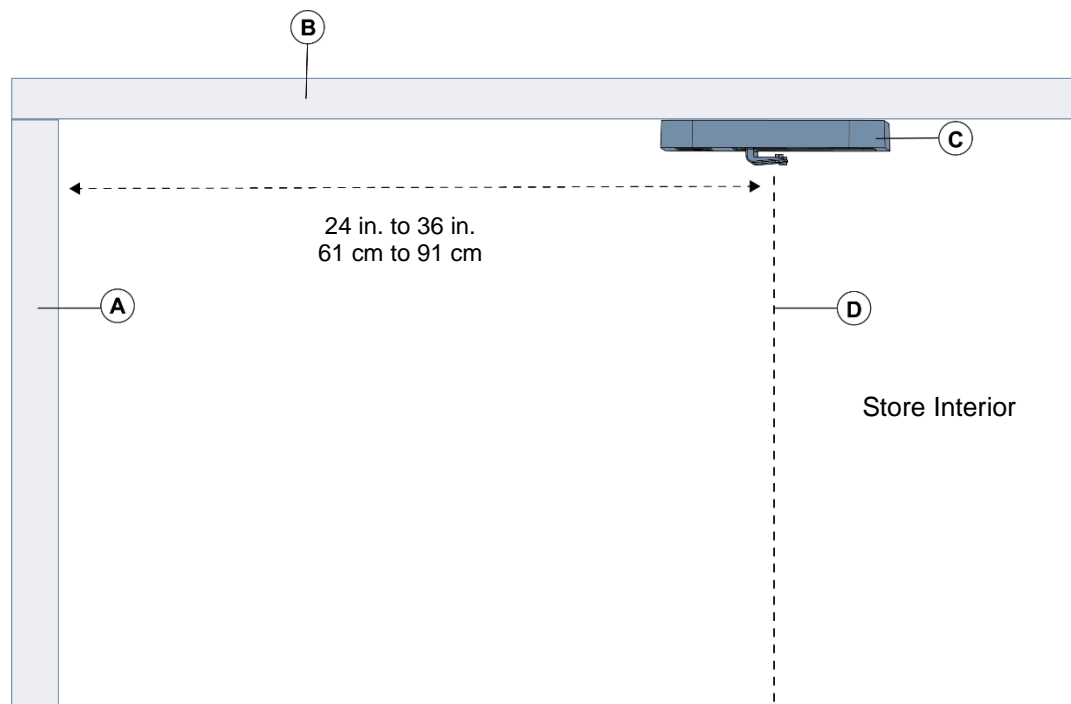 B
C
24 in. to 36 in.
61 cm to 91 cm
A
D
Store Interior